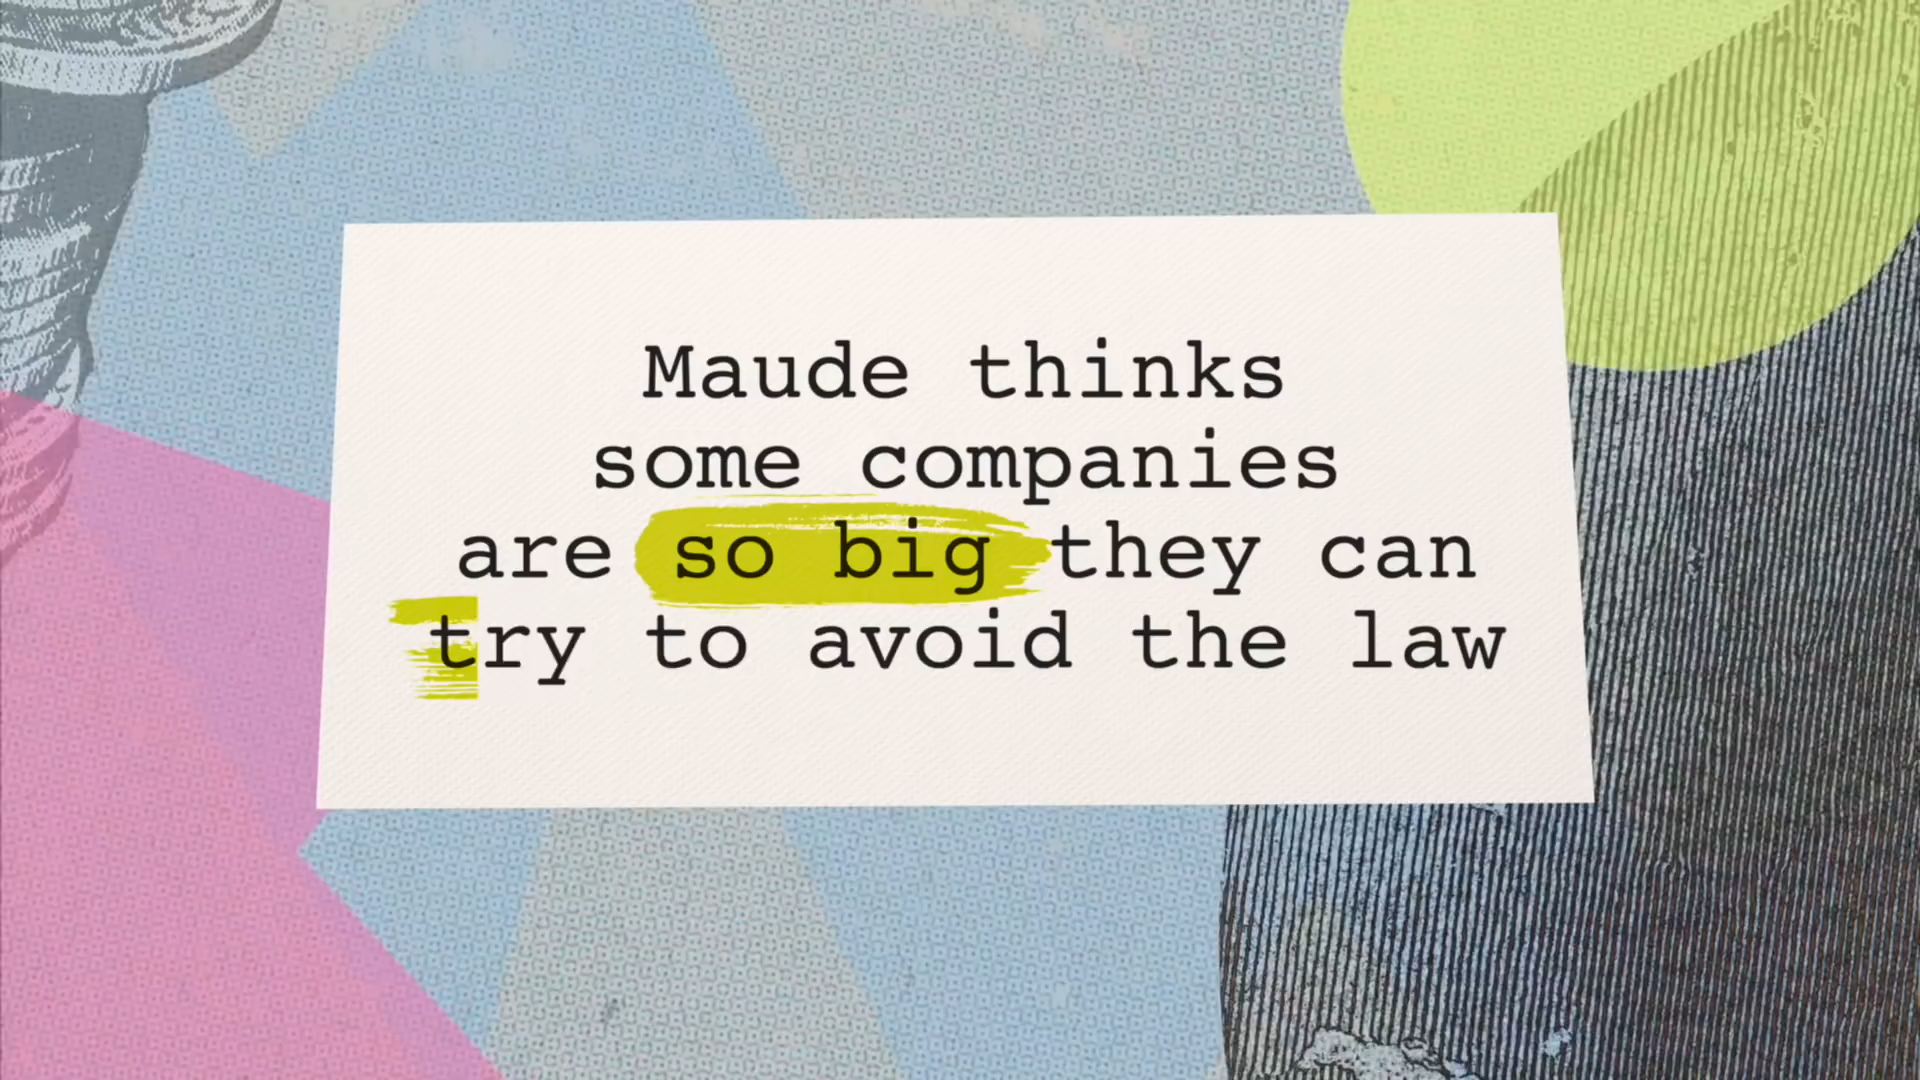 Maude thinks
some companies
are so big they can
try to avoid the law